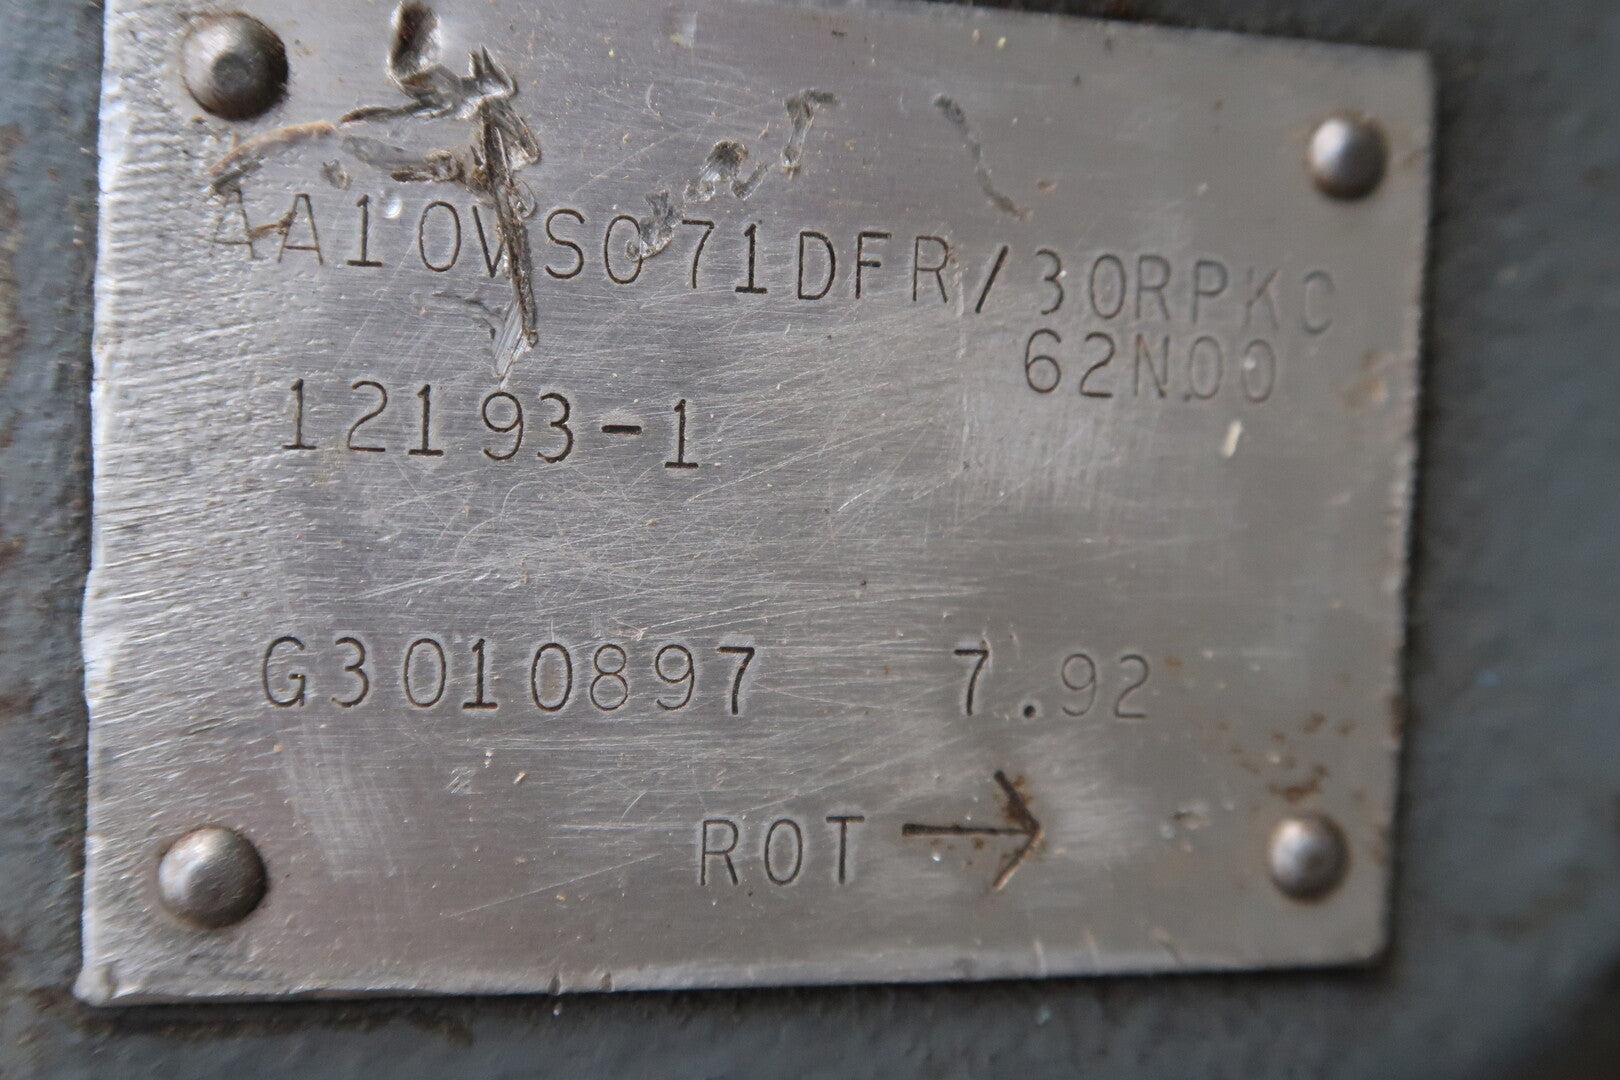 AA10VSO71DFR/30RPKC
62N00
12193-1
G3010897 7.92
ROT →